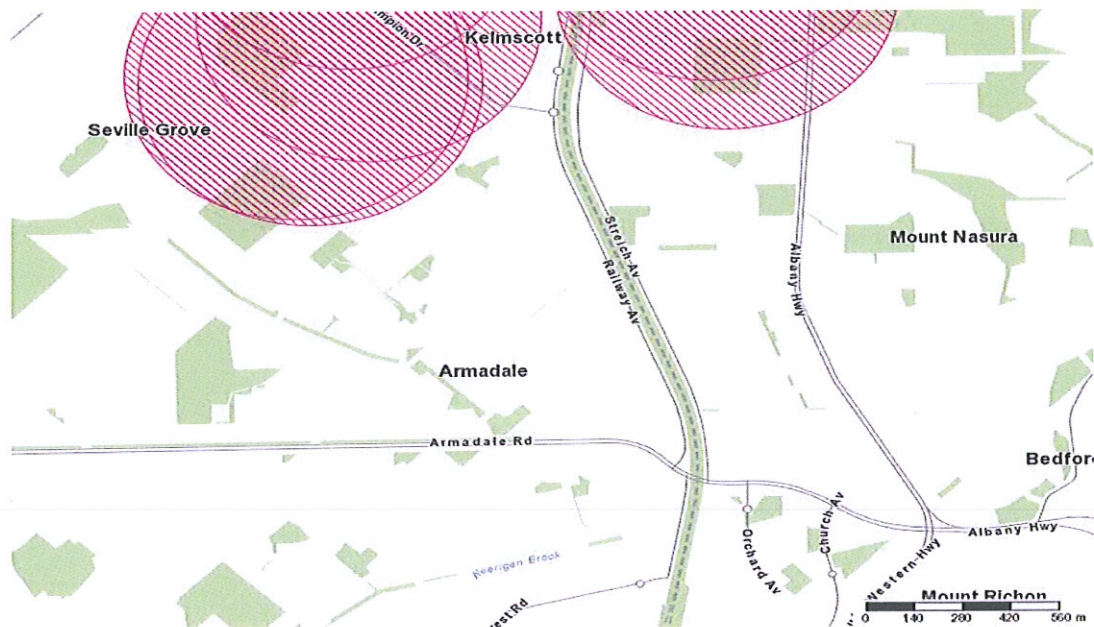 Kelmscott
Seville Grove
Streich Av
Railway Av
Albany Hwy
Mount Nasura
Armadale
Armadale Rd
Bedfor
Church Av
Orchard Av
Albany Hwy
Western Hwy
Neerigen Brook
Mount Richon
0 140 280 420 560 m